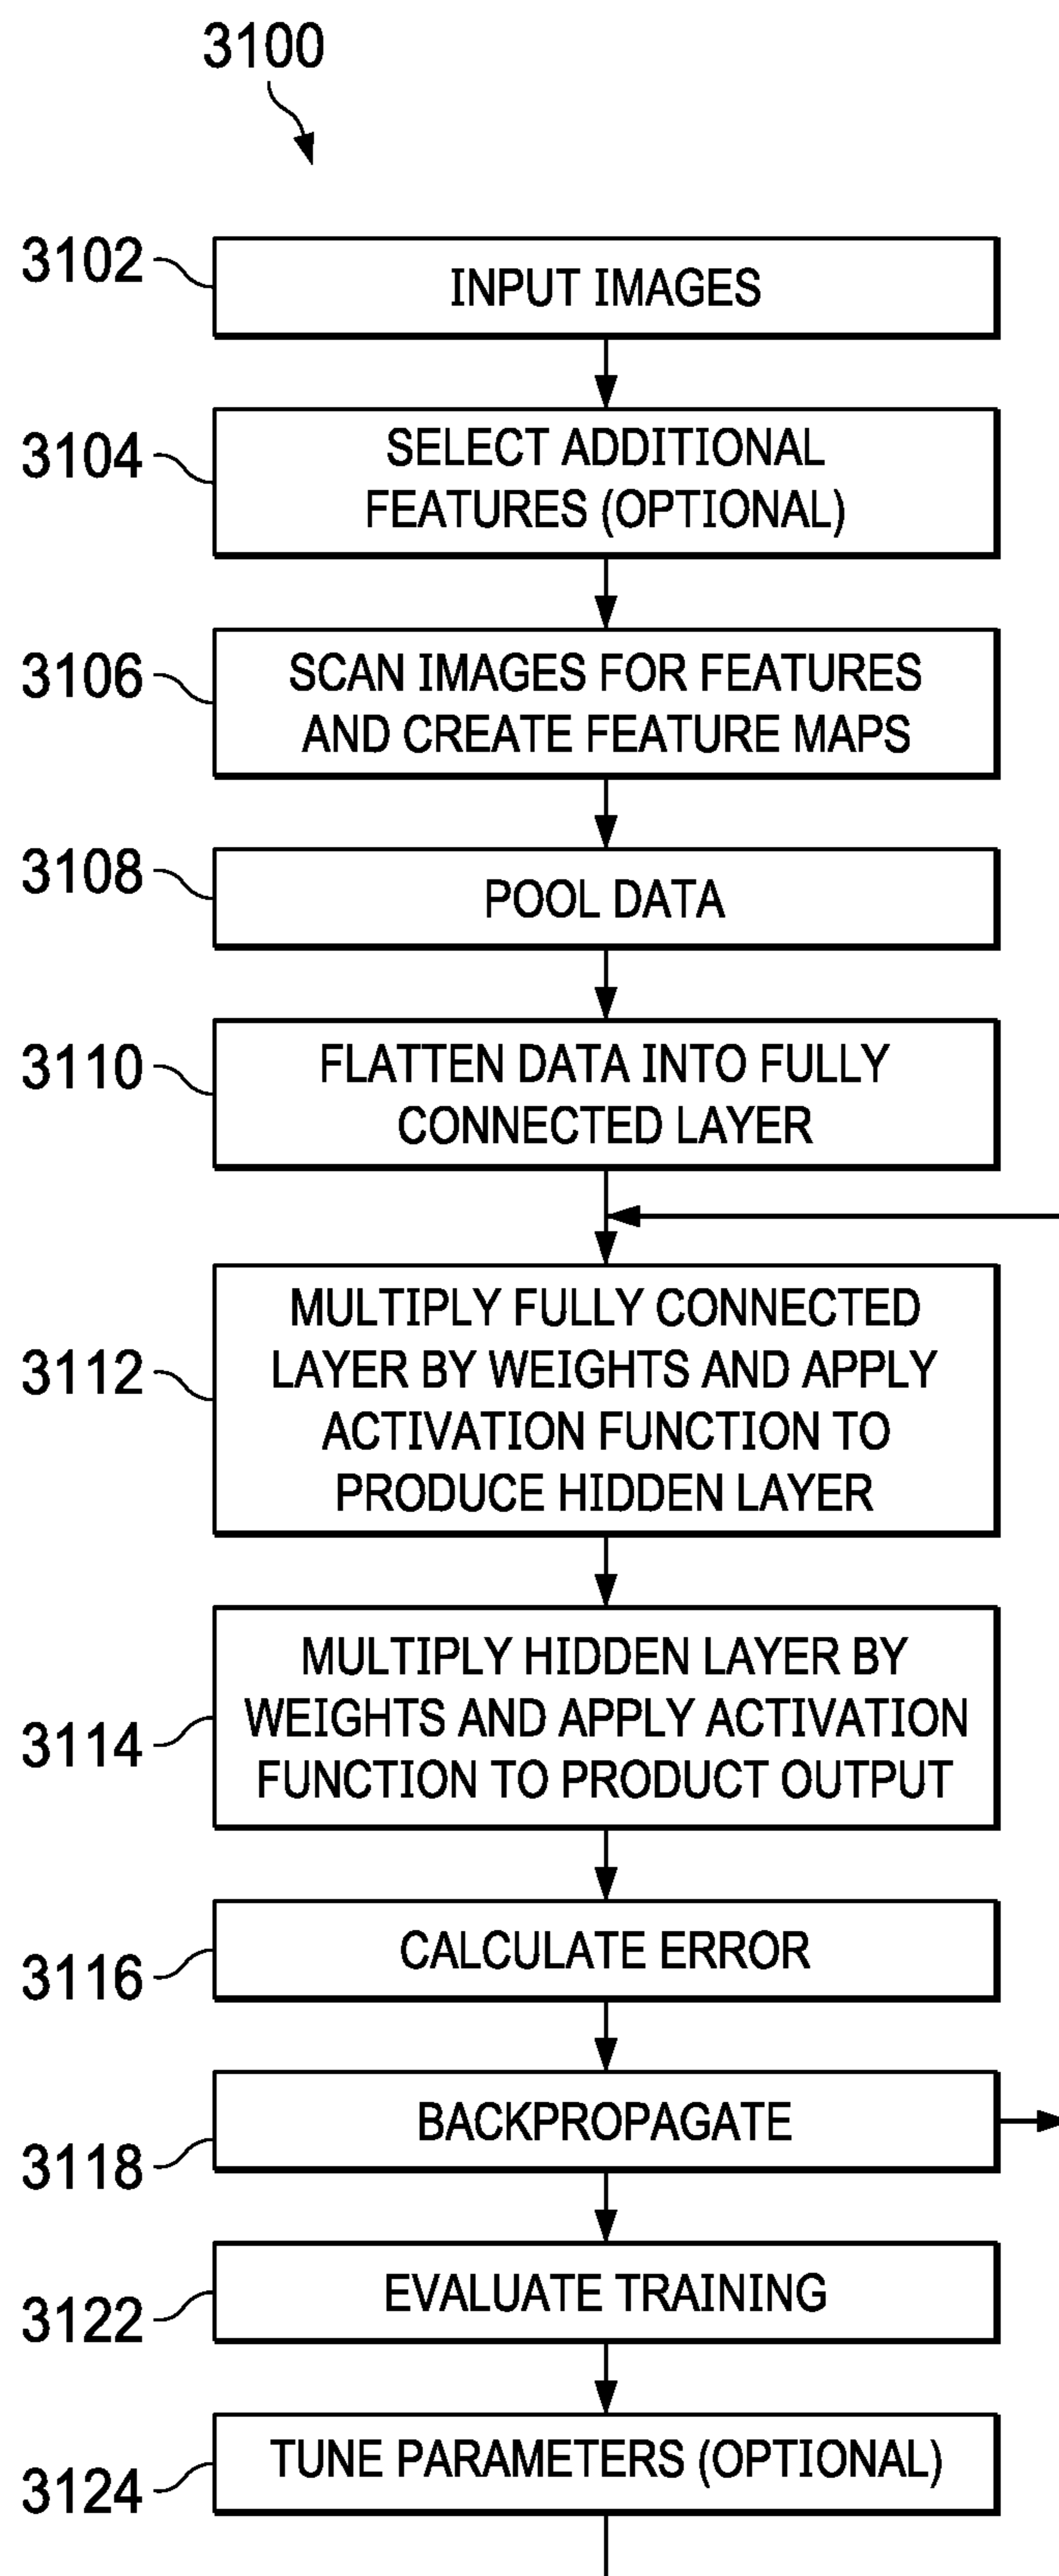 3100
3102
INPUT IMAGES
3104
SELECT ADDITIONAL
FEATURES (OPTIONAL)
3106
SCAN IMAGES FOR FEATURES
AND CREATE FEATURE MAPS
3108
POOL DATA
3110
FLATTEN DATA INTO FULLY
CONNECTED LAYER
3112
MULTIPLY FULLY CONNECTED
LAYER BY WEIGHTS AND APPLY
ACTIVATION FUNCTION TO
PRODUCE HIDDEN LAYER
3114
MULTIPLY HIDDEN LAYER BY
WEIGHTS AND APPLY ACTIVATION
FUNCTION TO PRODUCT OUTPUT
3116
CALCULATE ERROR
3118
BACKPROPAGATE
3122
EVALUATE TRAINING
3124
TUNE PARAMETERS (OPTIONAL)